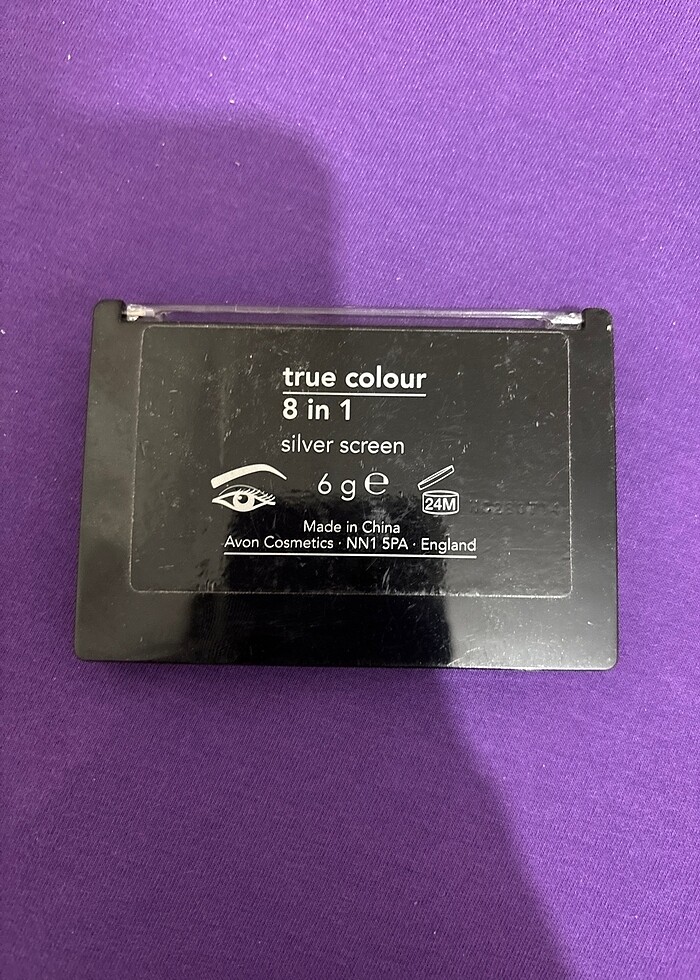 true colour
8 in 1
silver screen
6 g e
24M
Made in China
Avon Cosmetics · NN1 5PA · England